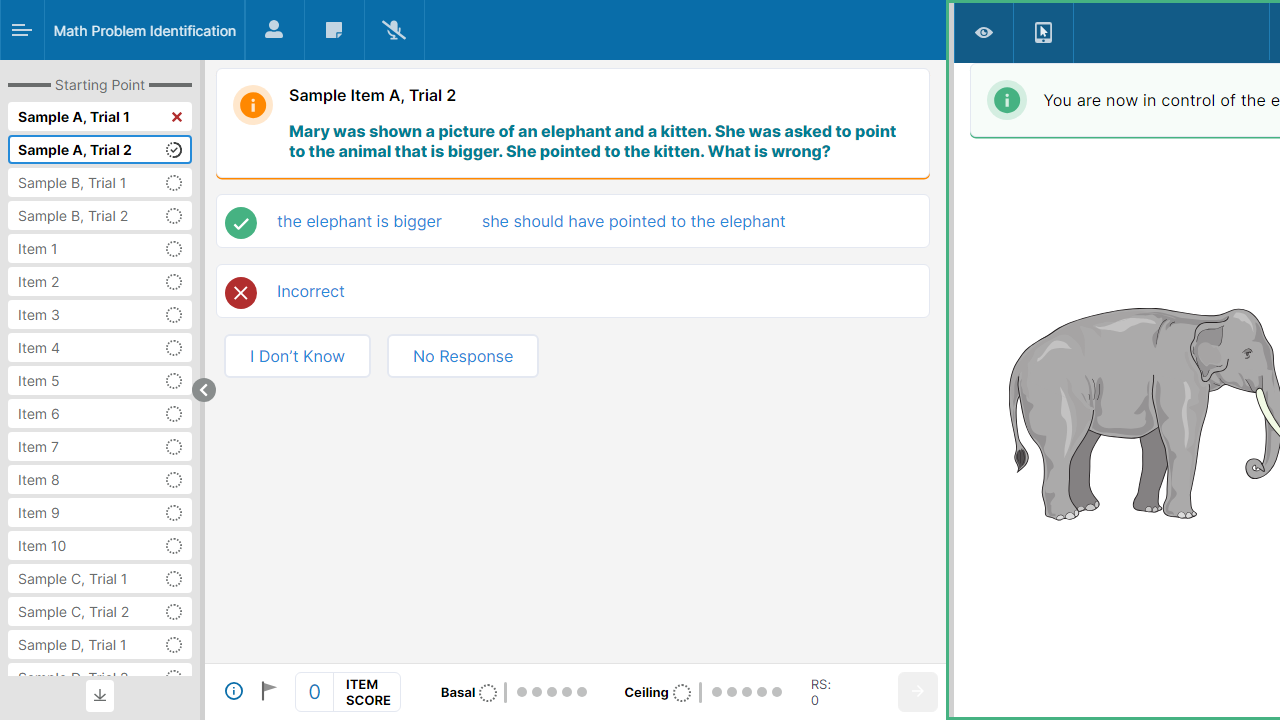 Math Problem Identification
Starting Point
Sample A, Trial 1
Sample A, Trial 2
Sample B, Trial 1
Sample B, Trial 2
Item 1
Item 2
Item 3
Item 4
Item 5
Item 6
Item 7
Item 8
Item 9
Item 10
Sample C, Trial 1
Sample C, Trial 2
Sample D, Trial 1
Sample Item A, Trial 2
Mary was shown a picture of an elephant and a kitten. She was asked to point
to the animal that is bigger. She pointed to the kitten. What is wrong?
the elephant is bigger she should have pointed to the elephant
Incorrect
I Don’t Know No Response
0 ITEM
SCORE
Basal
Ceiling
RS:
0
You are now in control of the